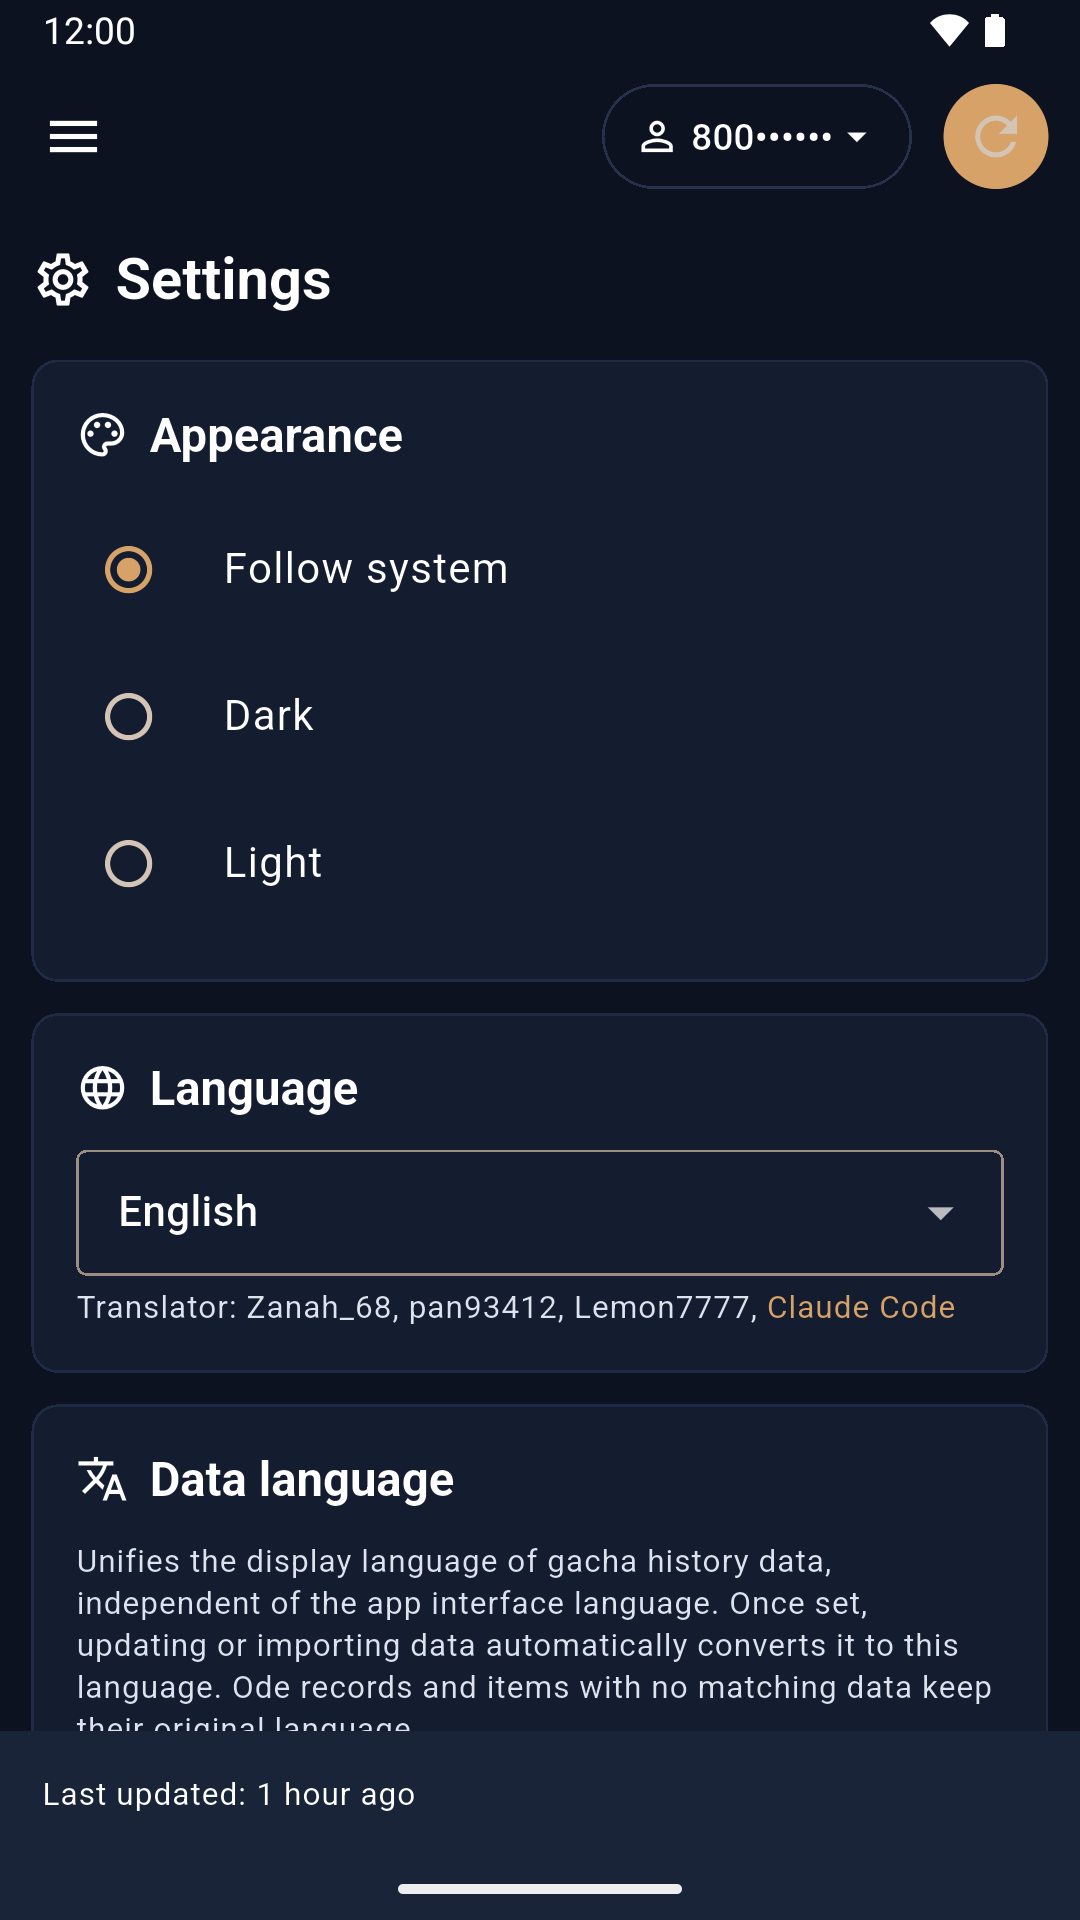 12:00
800••••••
Settings
Appearance
Follow system
Dark
Light
Language
English
Translator: Zanah_68, pan93412, Lemon7777, Claude Code
Data language
Unifies the display language of gacha history data,
independent of the app interface language. Once set,
updating or importing data automatically converts it to this
language. Ode records and items with no matching data keep
their original language.
Last updated: 1 hour ago